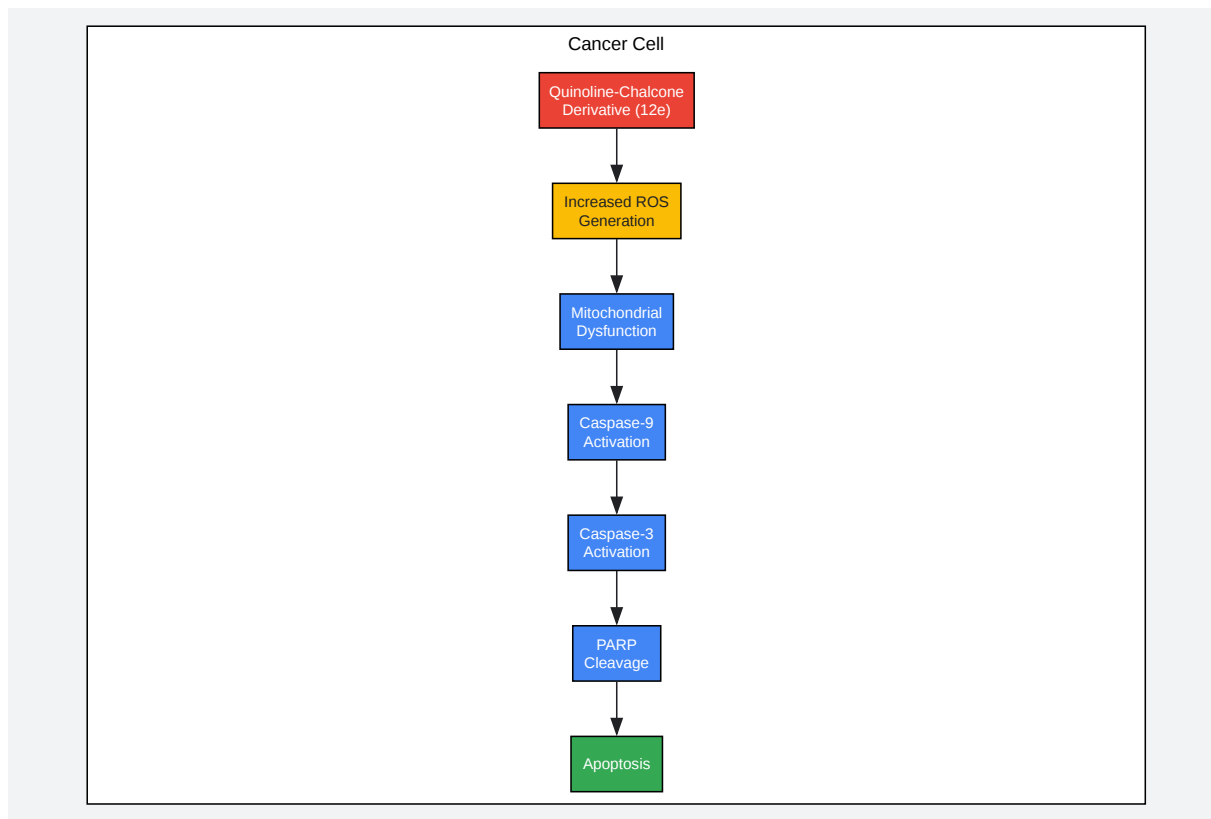 Cancer Cell
Quinoline-Chalcone
Derivative (12e)
Increased ROS
Generation
Mitochondrial
Dysfunction
Caspase-9
Activation
Caspase-3
Activation
PARP
Cleavage
Apoptosis